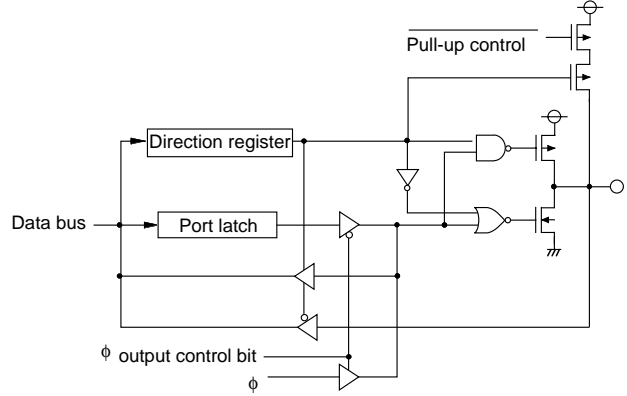 Pull-up control
Direction register
Data bus
Port latch
ϕ output control bit
ϕ